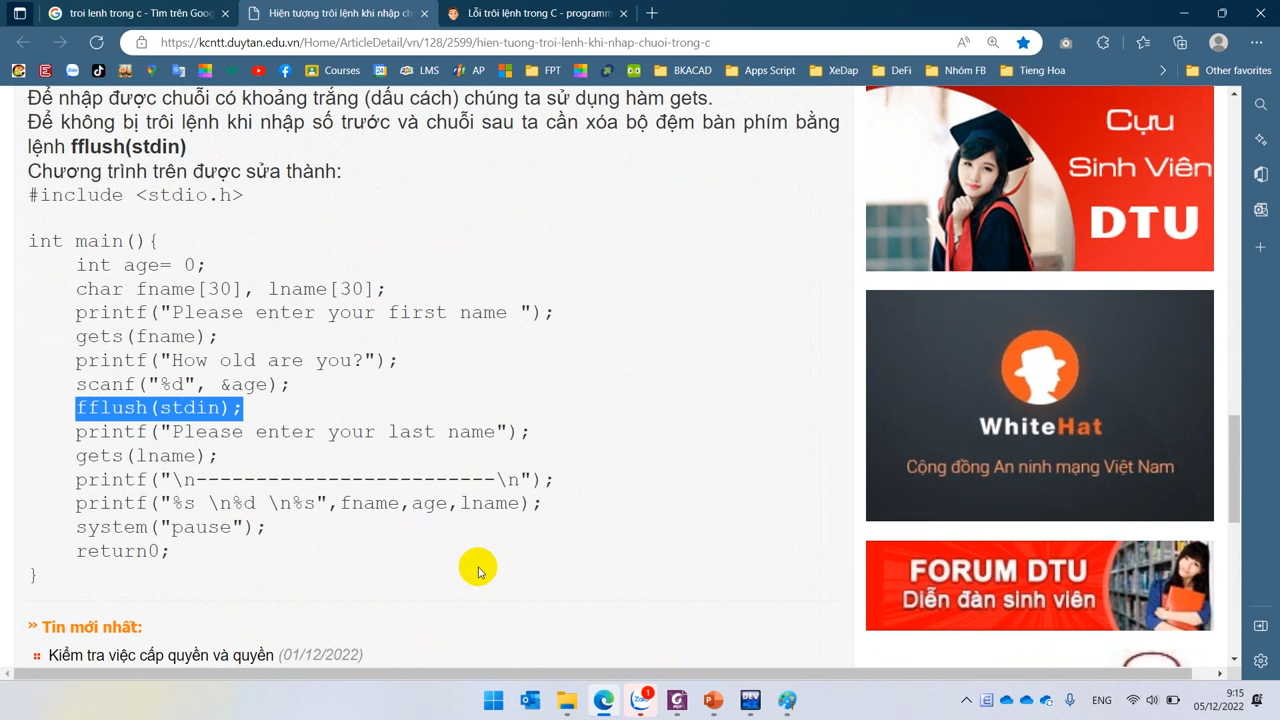 troi lenh trong c - Tìm trên Goog
Hiện tượng trôi lệnh khi nhập ch
Lỗi trôi lệnh trong C - programm
https://kcntt.duytan.edu.vn/Home/ArticleDetail/vn/128/2599/hien-tuong-troi-lenh-khi-nhap-chuoi-trong-c
Courses
LMS
AP
FPT
BKACAD
Apps Script
XeDap
DeFi
Nhóm FB
Tieng Hoa
Other favorites
Để nhập được chuỗi có khoảng trắng (dấu cách) chúng ta sử dụng hàm gets.
Để không bị trôi lệnh khi nhập số trước và chuỗi sau ta cần xóa bộ đệm bàn phím bằng
lệnh fflush(stdin)
Chương trình trên được sửa thành:
#include <stdio.h>
int main(){
int age= 0;
char fname[30], lname[30];
printf("Please enter your first name ");
gets(fname);
printf("How old are you?");
scanf("%d", &age);
fflush(stdin);
printf("Please enter your last name");
gets(lname);
printf("\n-------------------------\n");
printf("%s \n%d \n%s",fname,age,lname);
system("pause");
return0;
}
» Tin mới nhất:
Kiểm tra việc cấp quyền và quyền (01/12/2022)
Cựu
Sinh Viên
DTU
WhiteHat
Cộng đồng An ninh mạng Việt Nam
FORUM DTU
Diễn đàn sinh viên
Zalo
1
PDF
DEV
ENG
9:15
05/12/2022